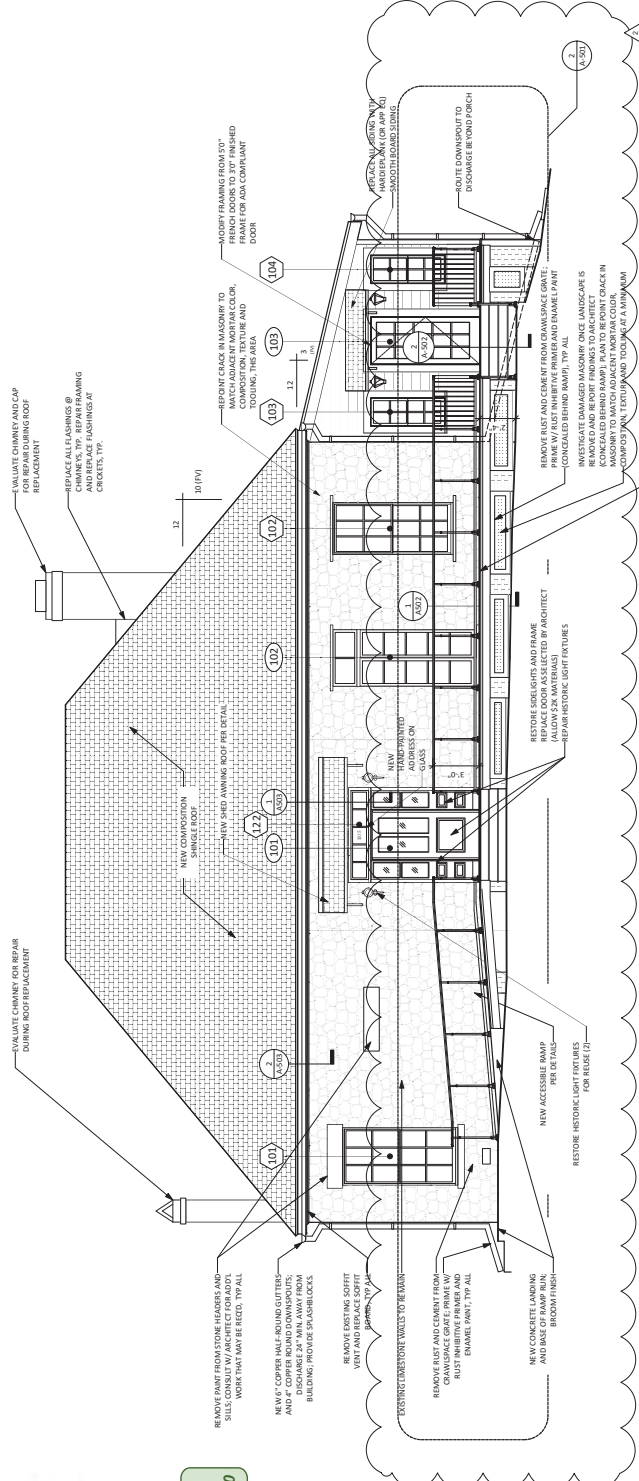 EVALUATE CHIMNEY FOR REPAIR
DURING ROOF REPLACEMENT
EVALUATE CHIMNEY AND CAP
FOR REPAIR DURING ROOF
REPLACEMENT
REPLACE ALL FLASHINGS @
CHIMNEYS, TYP. REPAIR FRAMING
AND REPLACE FLASHINGS AT
CRICKETS, TYP.
12
10 (FV)
NEW COMPOSITION
SHINGLE ROOF
NEW SHED AWNING ROOF PER DETAIL
REPOINT CRACK IN MASONRY TO
MATCH ADJACENT MORTAR COLOR,
COMPOSITION, TEXTURE AND
TOOLING, THIS AREA
MODIFY FRAMING FROM 5'0"
FRENCH DOORS TO 3'0" FINISHED
FRAME FOR ADA COMPLIANT
DOOR
12
3
(FV)
REPLACE ALL SIDING WITH
HARDIEPLANK (OR APP EQ)
SMOOTH BOARD SIDING
ROUTE DOWNSPOUT TO
DISCHARGE BEYOND PORCH
101
2
A-503
101
122
1
A503
102
102
103
103
104
2
A-502
1
A502
2
A-501
2
REMOVE PAINT FROM STONE HEADERS AND
SILLS; CONSULT W/ ARCHITECT FOR ADD'L
WORK THAT MAY BE REQ'D, TYP ALL
NEW 6" COPPER HALF-ROUND GUTTERS
AND 4" COPPER ROUND DOWNSPOUTS;
DISCHARGE 24" MIN. AWAY FROM
BUILDING; PROVIDE SPLASHBLOCKS
REMOVE EXISTING SOFFIT
VENT AND REPLACE SOFFIT
BOARD, TYP ALL
EXISTING LIMESTONE WALLS TO REMAIN
REMOVE RUST AND CEMENT FROM
CRAWLSPACE GRATE; PRIME W/
RUST INHIBITIVE PRIMER AND
ENAMEL PAINT, TYP ALL
NEW CONCRETE LANDING
AND BASE OF RAMP RUN;
BROOM FINISH
NEW ACCESSIBLE RAMP
PER DETAILS
RESTORE HISTORIC LIGHT FIXTURES
FOR REUSE (2)
NEW
HAND-PAINTED
ADDRESS ON
GLASS
3'-0"
2'-4"
RESTORE SIDELIGHTS AND FRAME
REPLACE DOOR AS SELECTED BY ARCHITECT
(ALLOW $2K MATERIALS)
REPAIR HISTORIC LIGHT FIXTURES
REMOVE RUST AND CEMENT FROM CRAWLSPACE GRATE;
PRIME W/ RUST INHIBITIVE PRIMER AND ENAMEL PAINT
(CONCEALED BEHIND RAMP), TYP ALL
INVESTIGATE DAMAGED MASONRY ONCE LANDSCAPE IS
REMOVED AND REPORT FINDINGS TO ARCHITECT
(CONCEALED BEHIND RAMP); PLAN TO REPOINT CRACK IN
MASONRY TO MATCH ADJACENT MORTAR COLOR,
COMPOSITION, TEXTURE AND TOOLING AT A MINIMUM